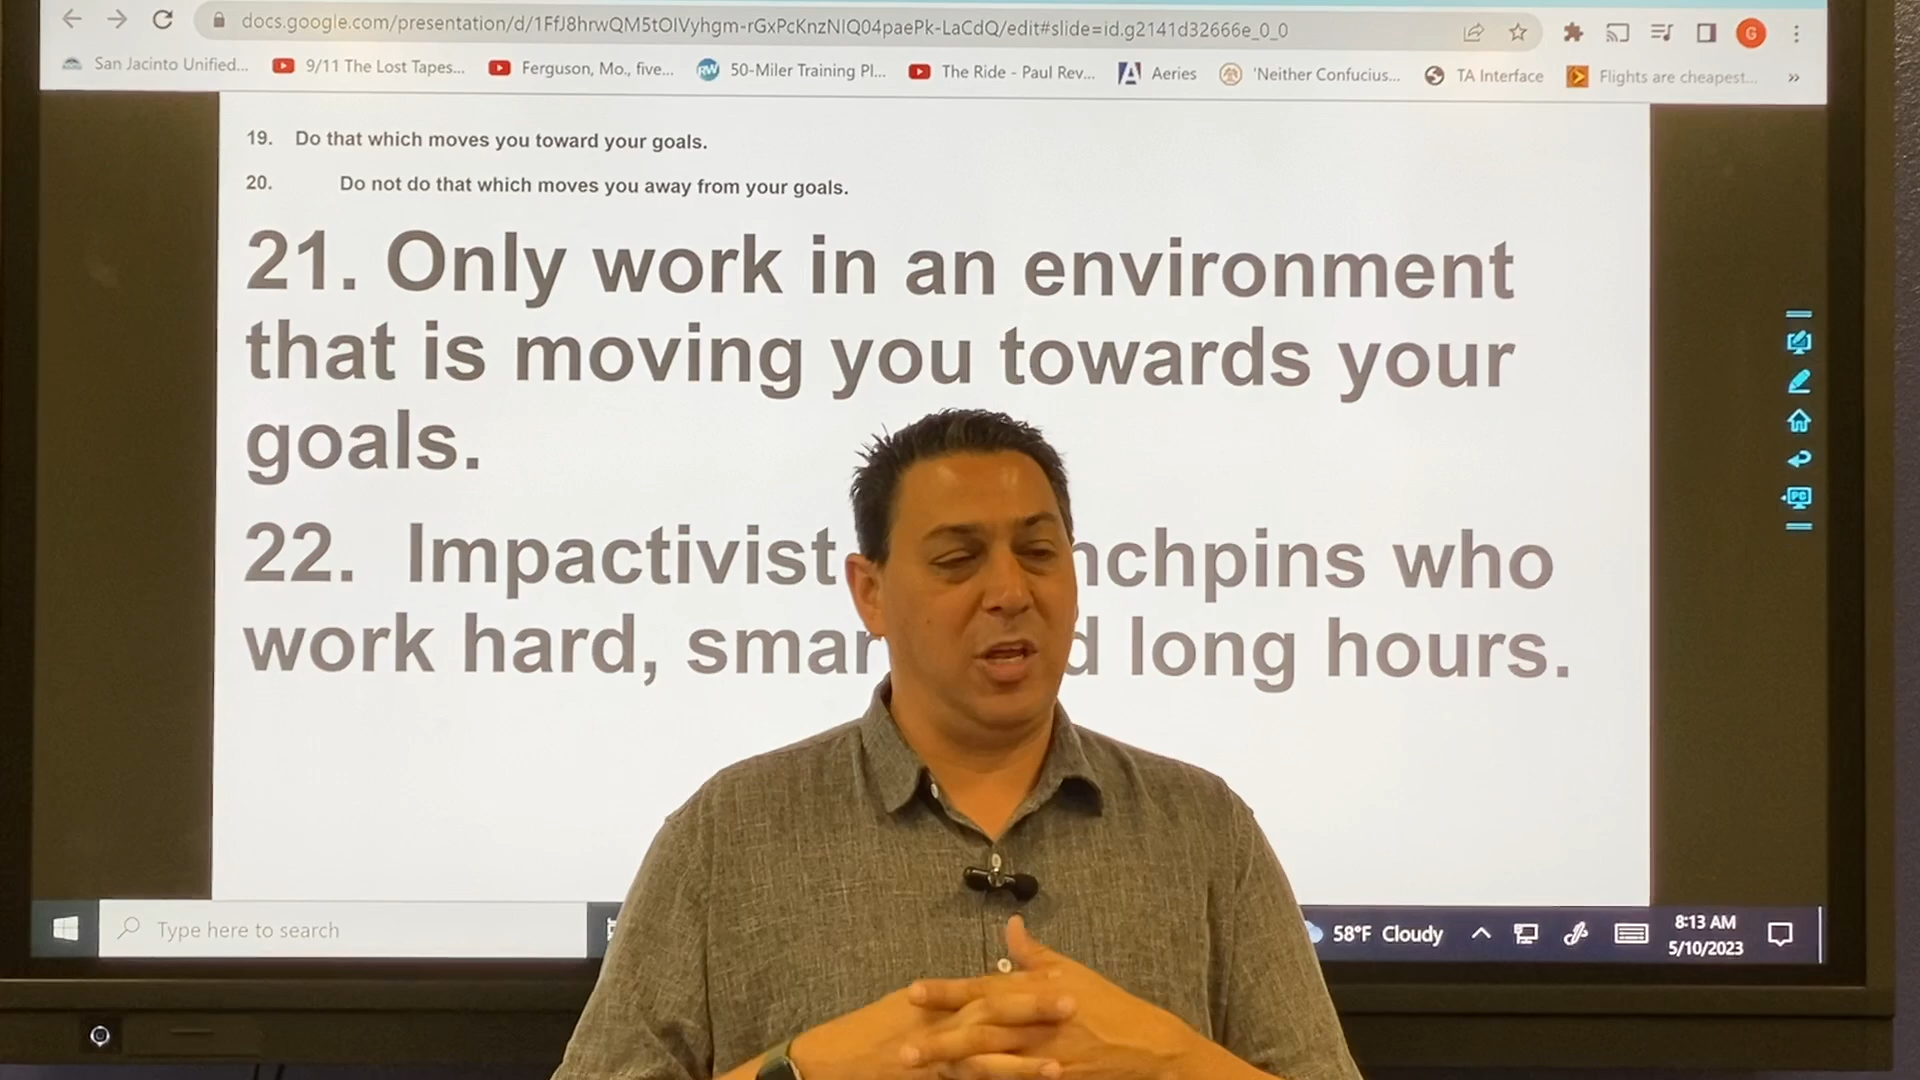 docs.google.com/presentation/d/1FfJ8hrwQM5tOIVyhgm-rGxPcKnzNIQ04paePk-LaCdQ/edit#slide=id.g2141d32666e_0_0
G
San Jacinto Unified... 9/11 The Lost Tapes... Ferguson, Mo., five... RW 50-Miler Training Pl... The Ride - Paul Rev... Aeries 'Neither Confucius... TA Interface Flights are cheapest... »
19. Do that which moves you toward your goals.
20. Do not do that which moves you away from your goals.
21. Only work in an environment
that is moving you towards your
goals.
22. Impactivist nchpins who
work hard, smar d long hours.
PC
Type here to search
58°F Cloudy
8:13 AM
5/10/2023